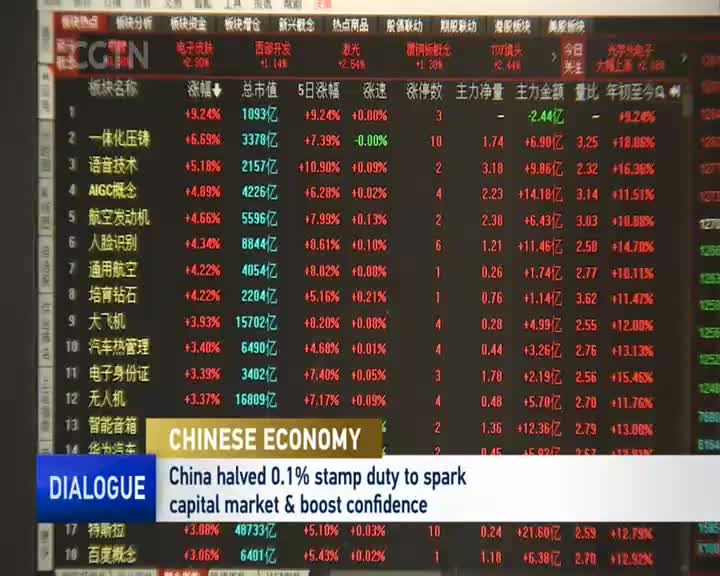 CGTN
板块热点 板块分析 板块资金 板块增仓 新兴概念 热点商品 股债联动 期股联动 港股板块 美股板块
电子皮肤 西部开发 激光 覆铜板概念 TOF镜头 今日 光学光电子
+2.90% +1.14% +2.54% +1.38% +2.44% 关注
板块名称 涨幅 总市值 5日涨幅 涨速 涨停数 主力净量 主力金额 量比 年初至今
1 +9.24% 1093亿 +9.24% +0.00% 3 – -2.44亿 – +9.24%
2 一体化压铸 +6.69% 3378亿 +7.39% -0.00% 10 1.74 +6.90亿 3.25 +18.06%
3 语音技术 +5.18% 2157亿 +10.90% +0.09% 2 3.18 +9.86亿 2.32 +16.36%
4 AIGC概念 +4.89% 4226亿 +6.28% +0.02% 2 2.23 +14.18亿 3.14 +11.51%
5 航空发动机 +4.66% 5596亿 +7.99% +0.13% 2 2.38 +6.43亿 3.03 +10.88%
6 人脸识别 +4.34% 8844亿 +8.61% +0.10% 6 1.21 +11.46亿 2.58 +14.70%
7 通用航空 +4.22% 4054亿 +8.02% +0.08% 1 0.26 +1.74亿 2.77 +10.11%
8 培育钻石 +4.22% 2204亿 +5.16% +0.21% 1 0.76 +1.14亿 3.62 +11.47%
9 大飞机 +3.93% 15702亿 +8.20% +0.08% 4 0.28 +4.99亿 2.55 +12.00%
10 汽车热管理 +3.40% 6490亿 +4.68% +0.01% 4 0.44 +3.26亿 2.76 +13.13%
11 电子身份证 +3.39% 3402亿 +7.40% +0.05% 3 1.78 +2.19亿 2.56 +15.46%
12 无人机 +3.37% 16809亿 +7.17% +0.09% 4 0.48 +5.70亿 2.70 +11.76%
13 智能音箱 2 1.36 +12.36亿 2.79 +13.00%
14 华为汽车
CHINESE ECONOMY
DIALOGUE
China halved 0.1% stamp duty to spark
capital market & boost confidence
17 特斯拉 +3.08% 48733亿 +5.10% +0.03% 10 0.24 +21.60亿 2.59 +12.79%
18 百度概念 +3.06% 6401亿 +5.43% +0.02% 1 1.18 +6.38亿 2.70 +12.92%